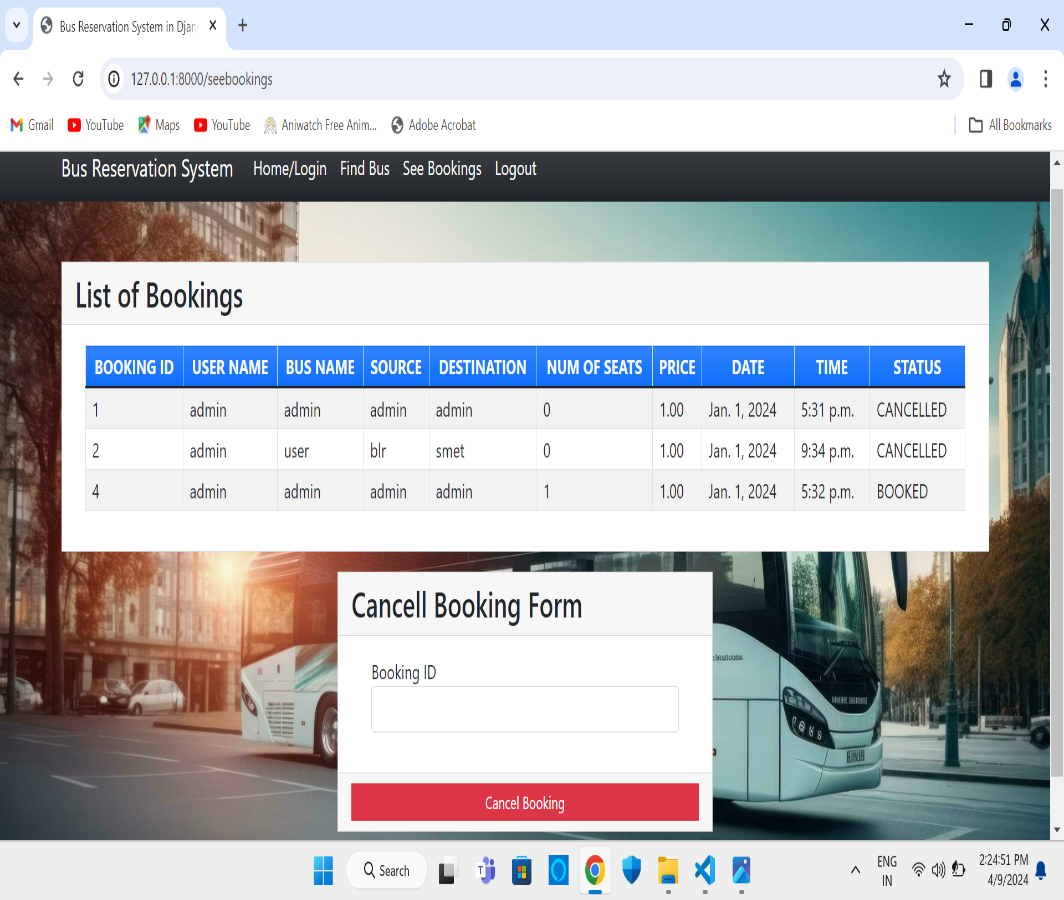 Bus Reservation System in Djan
127.0.0.1:8000/seebookings
Gmail YouTube Maps YouTube Aniwatch Free Anim... Adobe Acrobat All Bookmarks
Bus Reservation System Home/Login Find Bus See Bookings Logout
List of Bookings
BOOKING ID USER NAME BUS NAME SOURCE DESTINATION NUM OF SEATS PRICE DATE TIME STATUS
1 admin admin admin admin 0 1.00 Jan. 1, 2024 5:31 p.m. CANCELLED
2 admin user blr smet 0 1.00 Jan. 1, 2024 9:34 p.m. CANCELLED
4 admin admin admin admin 1 1.00 Jan. 1, 2024 5:32 p.m. BOOKED
Cancell Booking Form
Booking ID
Cancel Booking
Search
ENG
IN
2:24:51 PM
4/9/2024